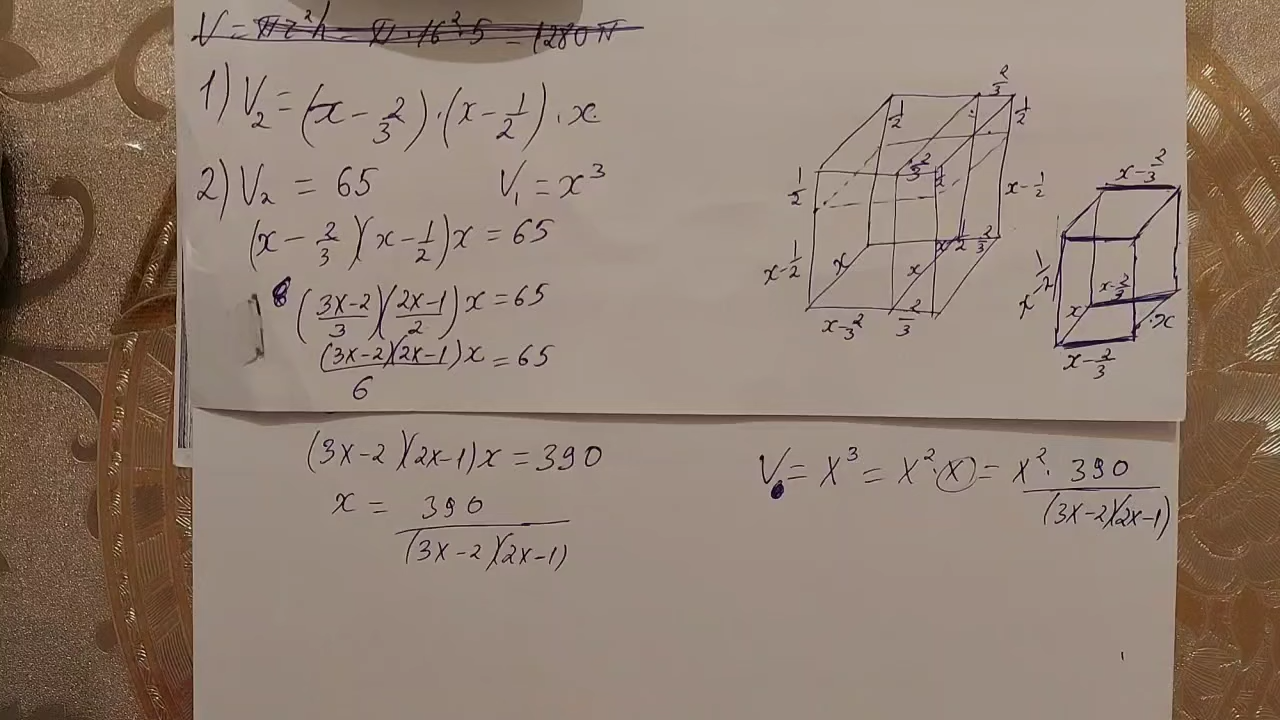 V = πr²h = π·16²·5 = 1280π
1) V₂ = (x - 2/3)·(x - 1/2)·x
2) V₂ = 65 V₁ = x³
(x - 2/3)(x - 1/2)x = 65
((3x-2)/3)((2x-1)/2)x = 65
(3x-2)(2x-1)/6 x = 65
(3x-2)(2x-1)x = 390
x = 390/((3x-2)(2x-1))
2/3
1/2 1/2
1/2 2/3
x-1/2
x-1/2
x x 2/3
x-2/3 2/3
x-2/3
x-1/2
x x-2/3 x
x-2/3
V = x³ = x²·x = x²·390/((3x-2)(2x-1))